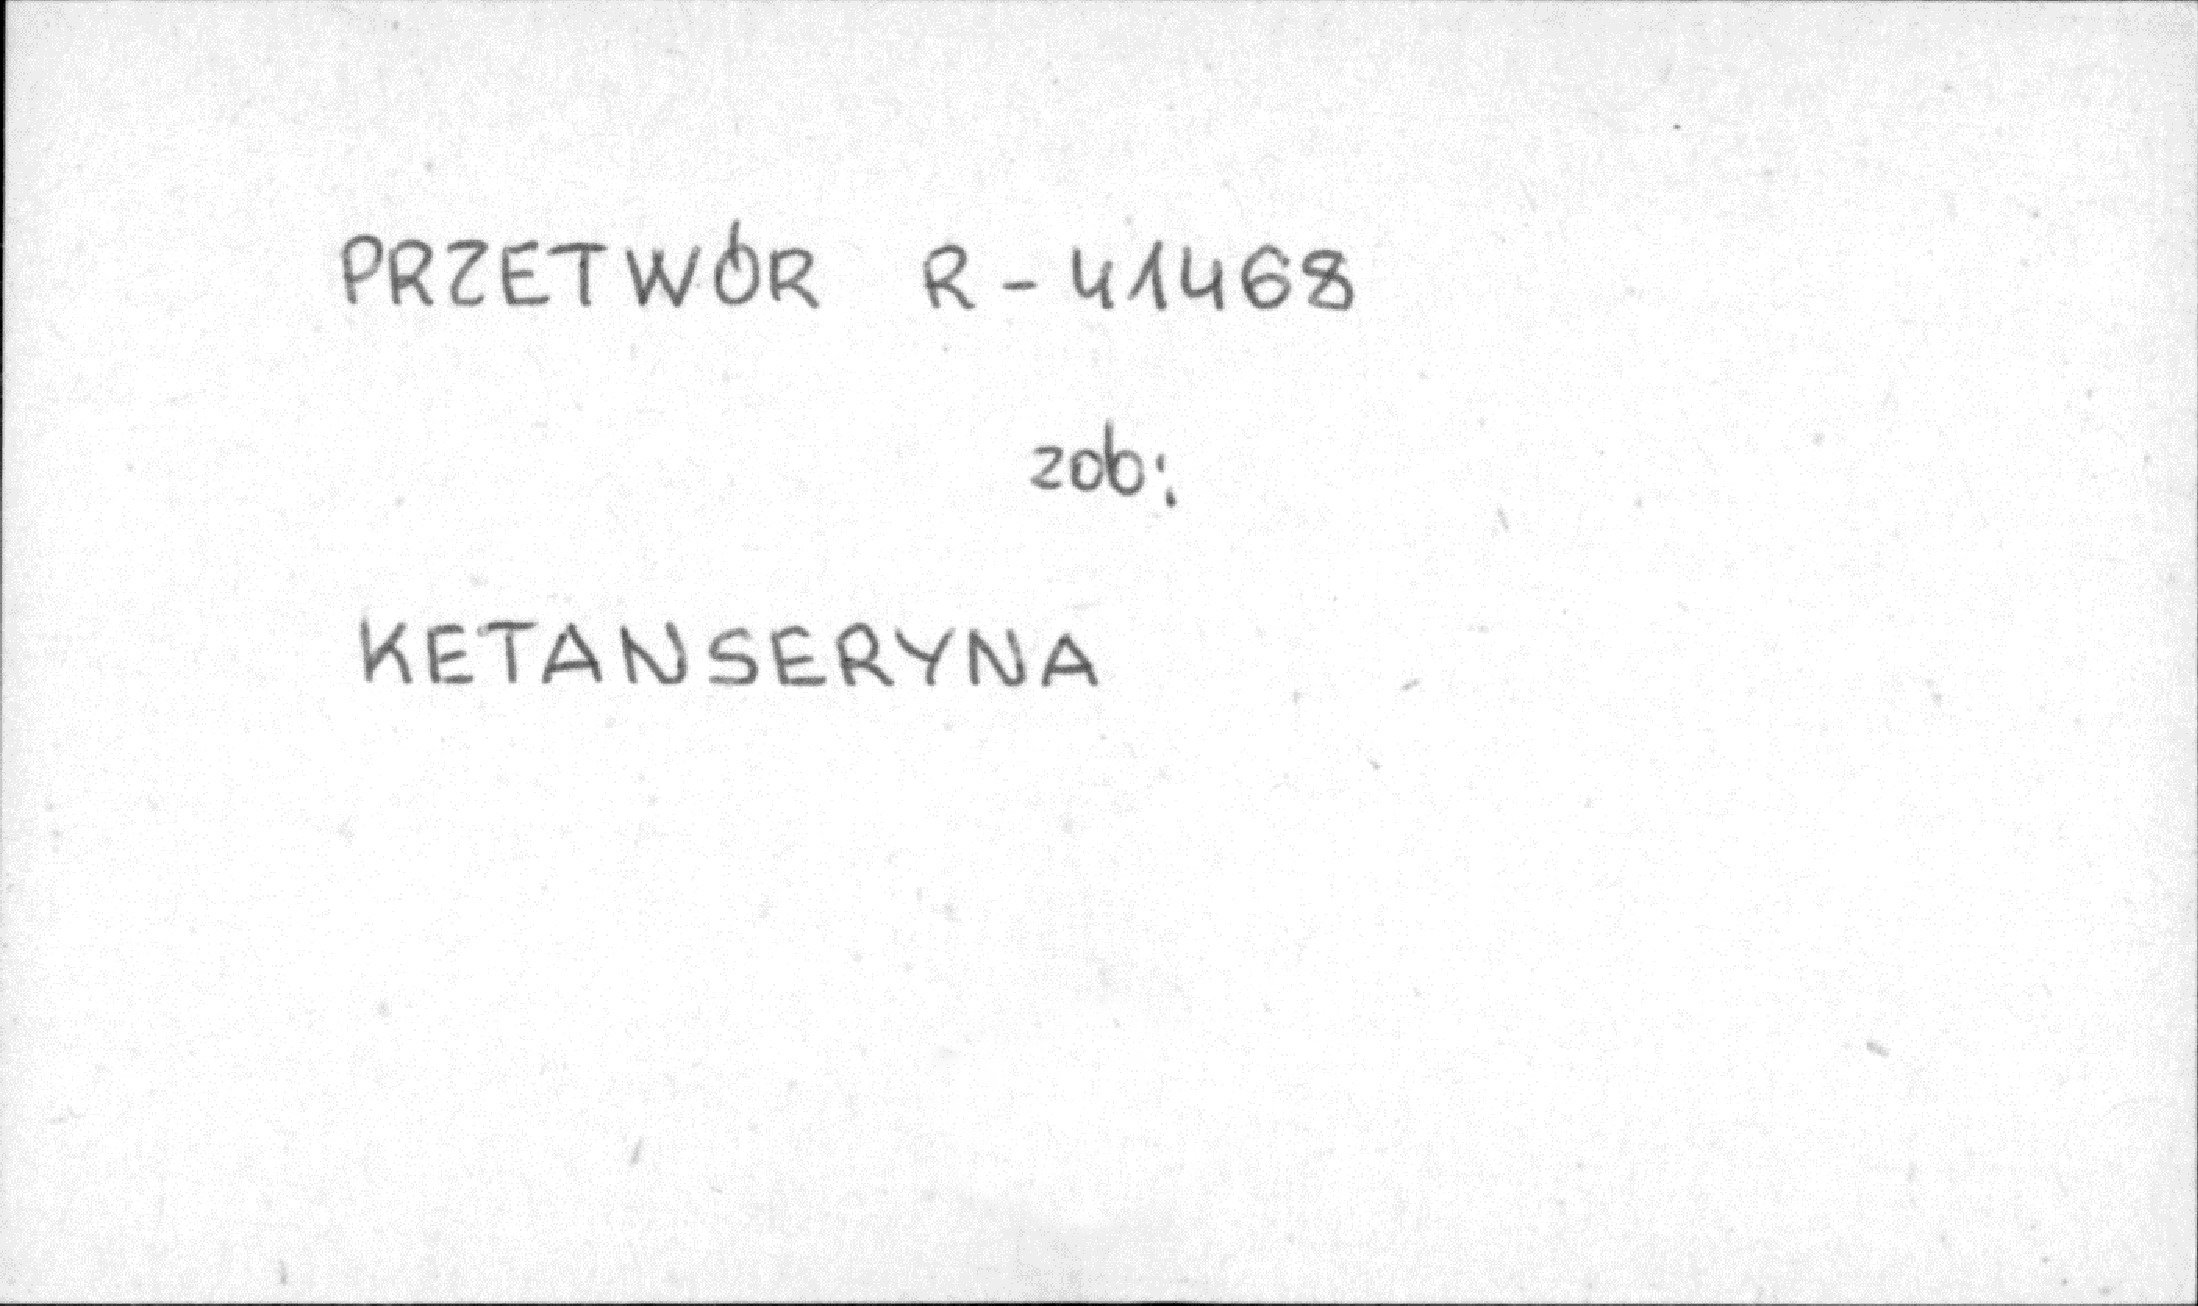 PRZETWÓR R-41468
zob:
KETANSERYNA